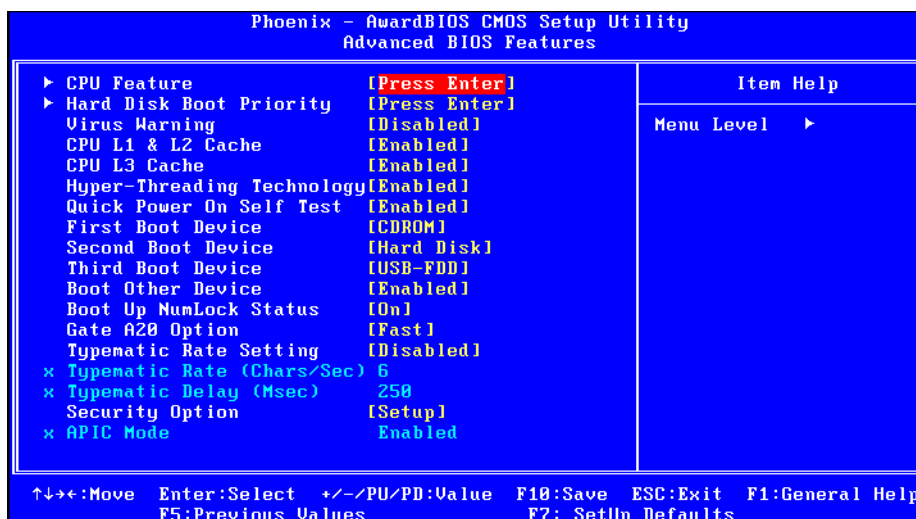 Phoenix - AwardBIOS CMOS Setup Utility
Advanced BIOS Features
► CPU Feature [Press Enter]
► Hard Disk Boot Priority [Press Enter]
Virus Warning [Disabled]
CPU L1 & L2 Cache [Enabled]
CPU L3 Cache [Enabled]
Hyper-Threading Technology[Enabled]
Quick Power On Self Test [Enabled]
First Boot Device [CDROM]
Second Boot Device [Hard Disk]
Third Boot Device [USB-FDD]
Boot Other Device [Enabled]
Boot Up NumLock Status [On]
Gate A20 Option [Fast]
Typematic Rate Setting [Disabled]
x Typematic Rate (Chars/Sec) 6
x Typematic Delay (Msec) 250
Security Option [Setup]
x APIC Mode Enabled
Item Help
Menu Level ►
↑↓→←:Move Enter:Select +/-/PU/PD:Value F10:Save ESC:Exit F1:General Help
F5:Previous Values F7: SetUp Defaults